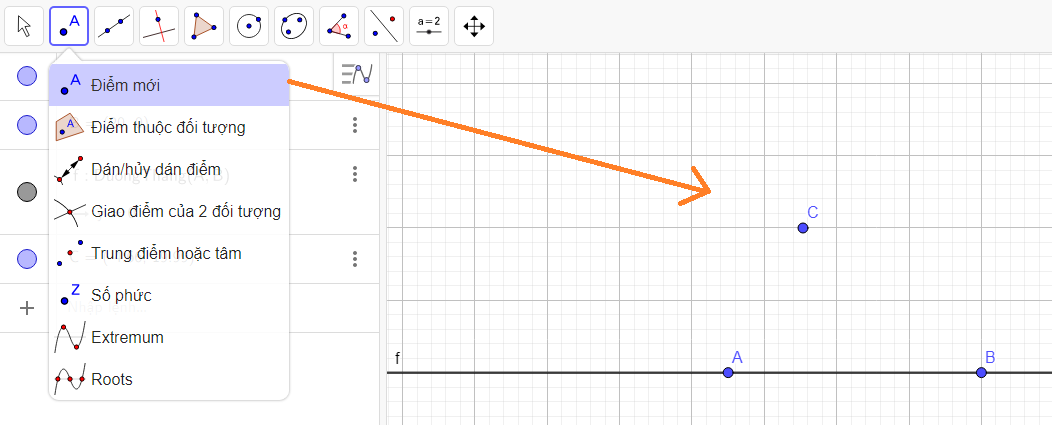 A
a=2
A Điểm mới
A Điểm thuộc đối tượng
Dán/hủy dán điểm
Giao điểm của 2 đối tượng
Trung điểm hoặc tâm
Z Số phức
Extremum
Roots
C
f
A
B